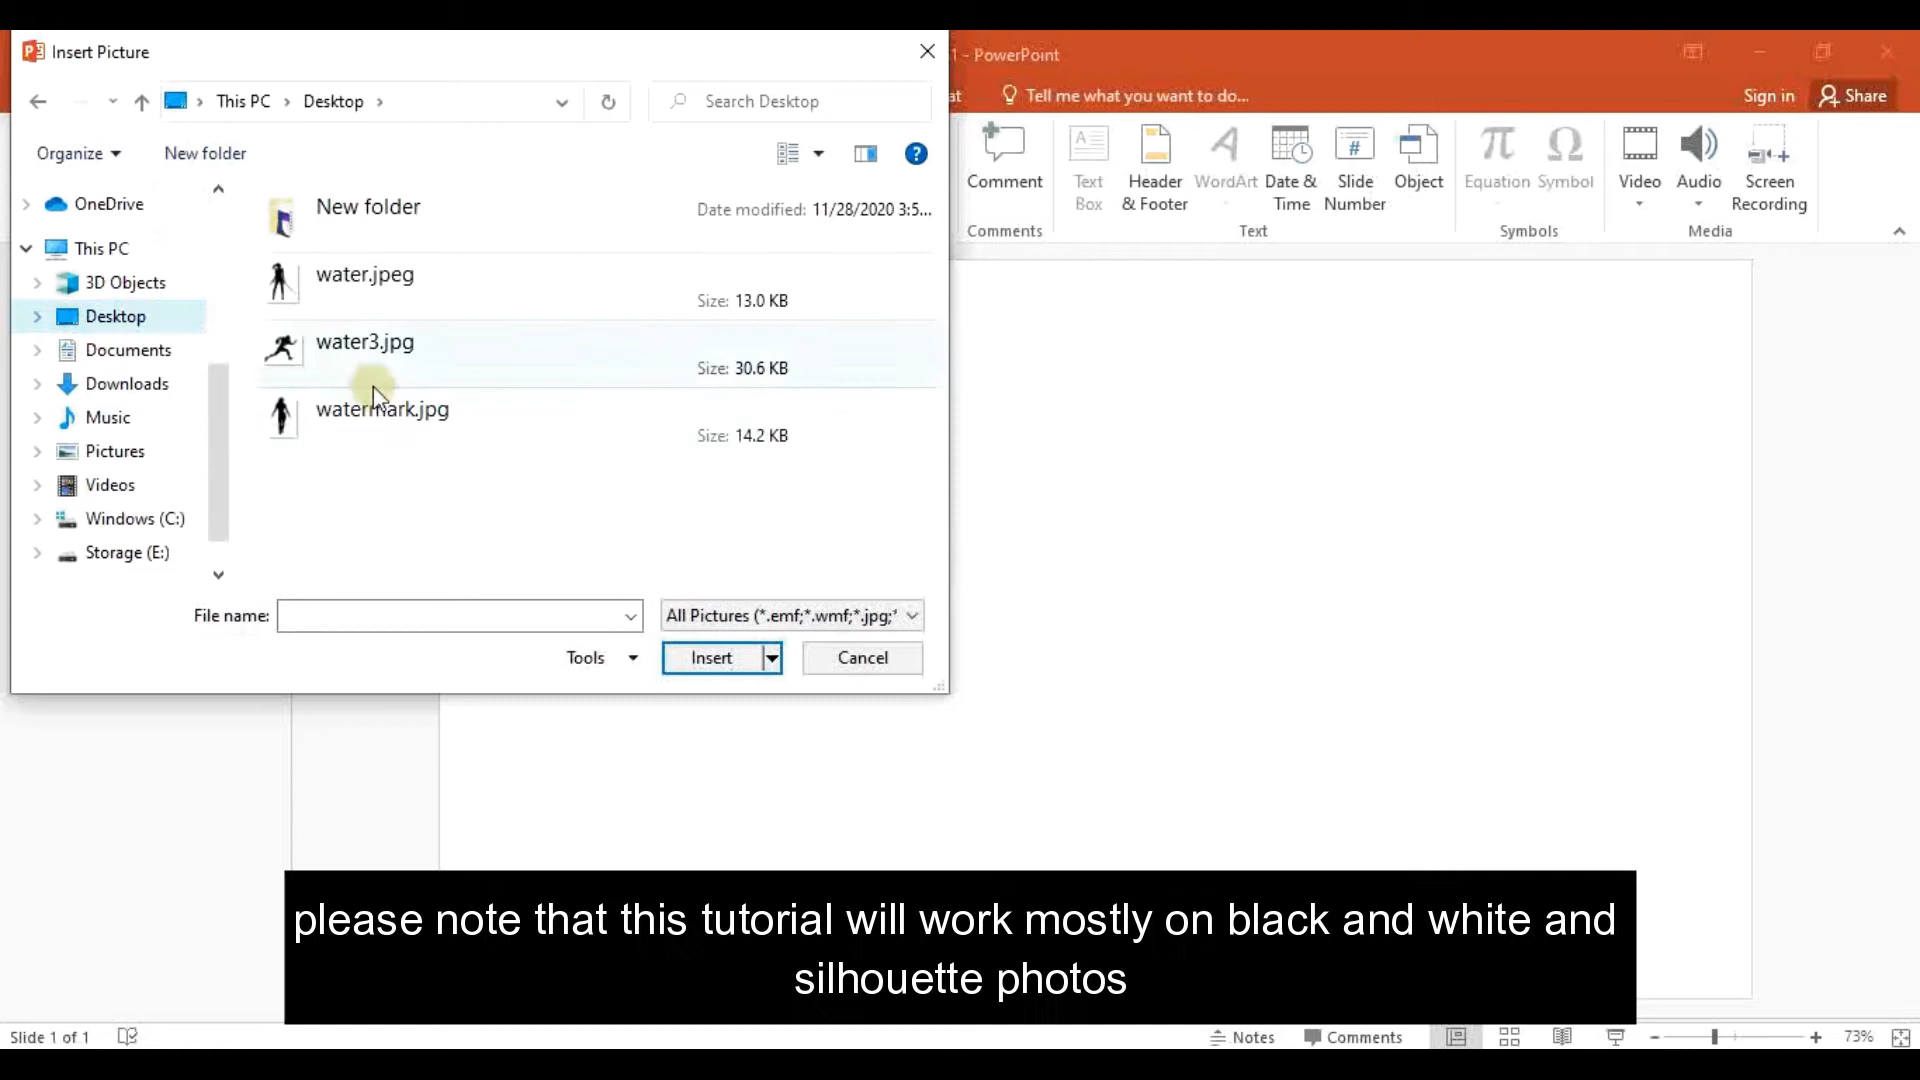 Insert Picture
1 - PowerPoint
This PC > Desktop >
Search Desktop
at
Tell me what you want to do...
Sign in
Share
Organize
New folder
OneDrive
This PC
3D Objects
Desktop
Documents
Downloads
Music
Pictures
Videos
Windows (C:)
Storage (E:)
New folder
Date modified: 11/28/2020 3:5...
water.jpeg
Size: 13.0 KB
water3.jpg
Size: 30.6 KB
watermark.jpg
Size: 14.2 KB
File name:
All Pictures (*.emf;*.wmf;*.jpg;*
Tools
Insert
Cancel
Comment
Text
Box
Header
& Footer
WordArt
Date &
Time
Slide
Number
Object
Equation
Symbol
Video
Audio
Screen
Recording
Comments
Text
Symbols
Media
please note that this tutorial will work mostly on black and white and
silhouette photos
Slide 1 of 1
Notes
Comments
73%